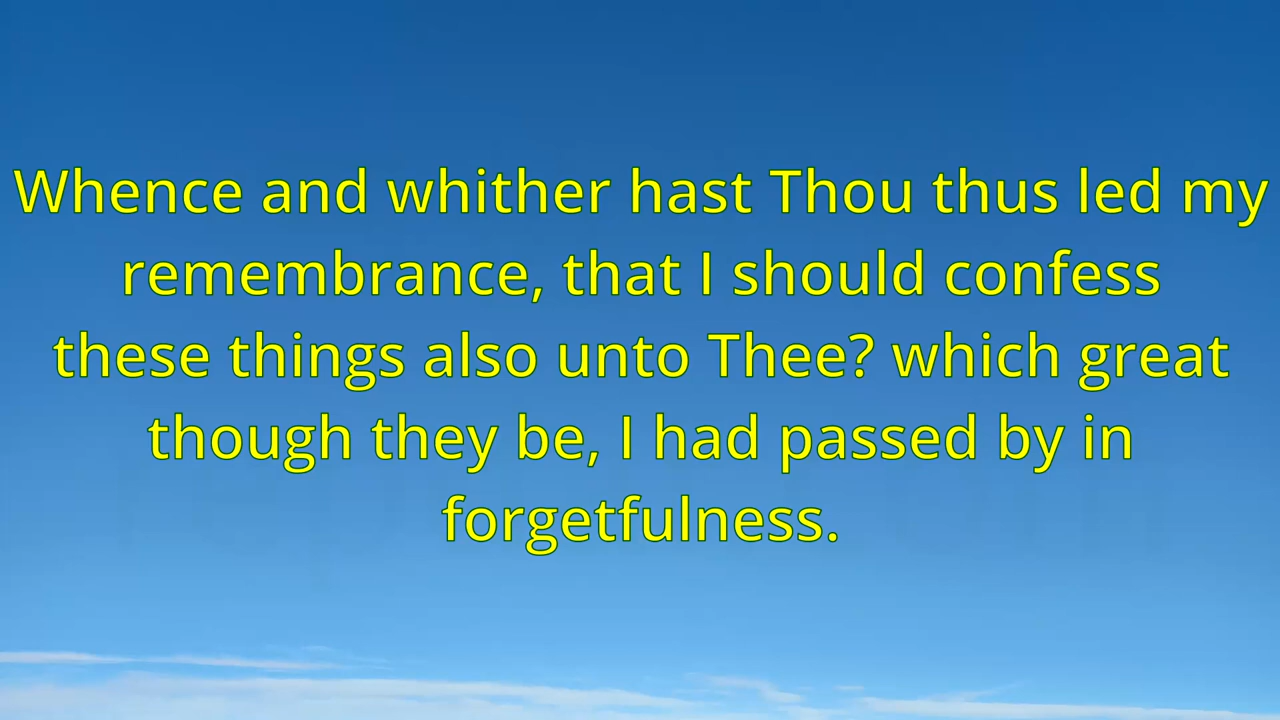 Whence and whither hast Thou thus led my
remembrance, that I should confess
these things also unto Thee? which great
though they be, I had passed by in
forgetfulness.